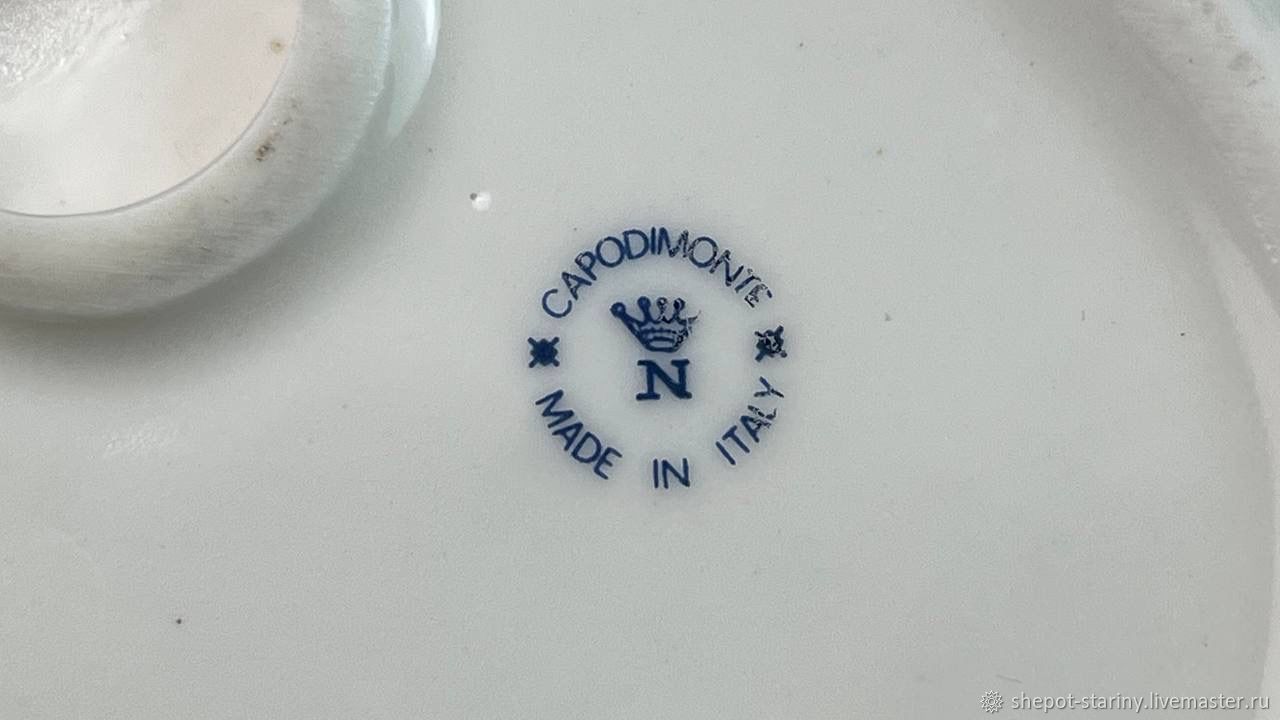 CAPODIMONTE
N
MADE IN ITALY
shepot-stariny.livemaster.ru